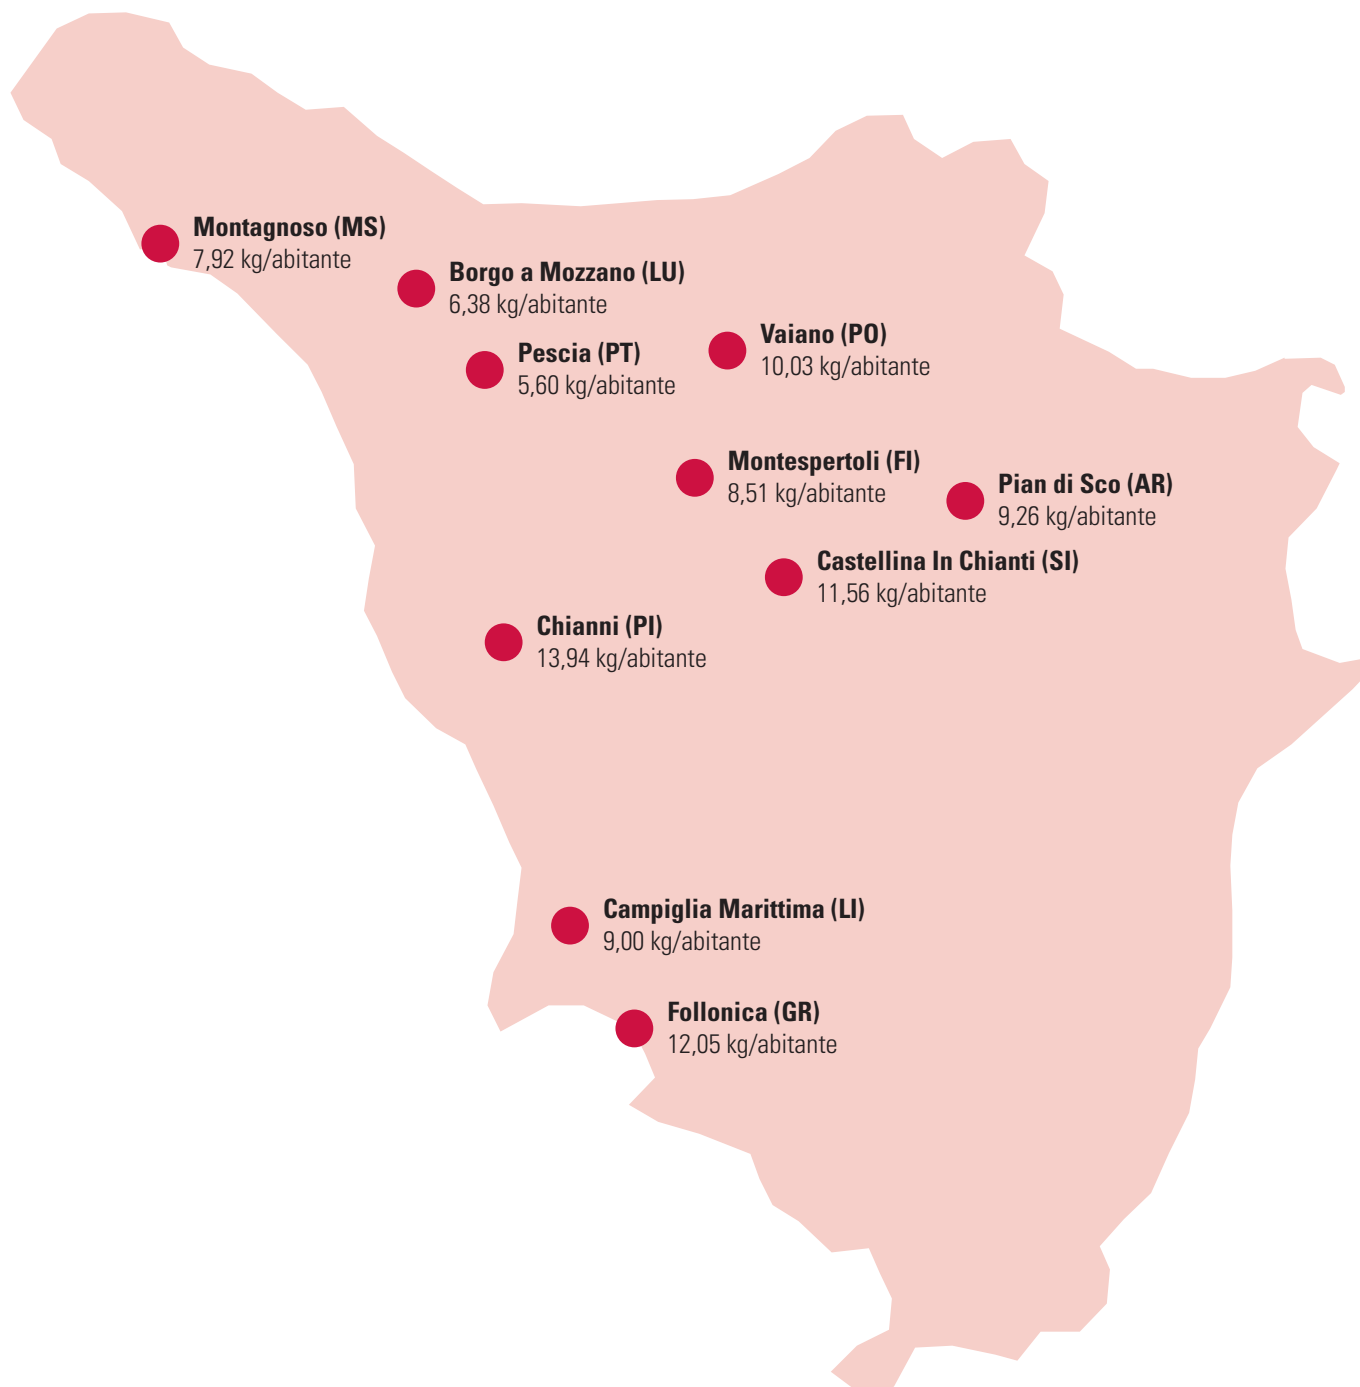 Montagnoso (MS)
7,92 kg/abitante
Borgo a Mozzano (LU)
6,38 kg/abitante
Vaiano (PO)
10,03 kg/abitante
Pescia (PT)
5,60 kg/abitante
Montespertoli (FI)
8,51 kg/abitante
Pian di Sco (AR)
9,26 kg/abitante
Castellina In Chianti (SI)
11,56 kg/abitante
Chianni (PI)
13,94 kg/abitante
Campiglia Marittima (LI)
9,00 kg/abitante
Follonica (GR)
12,05 kg/abitante